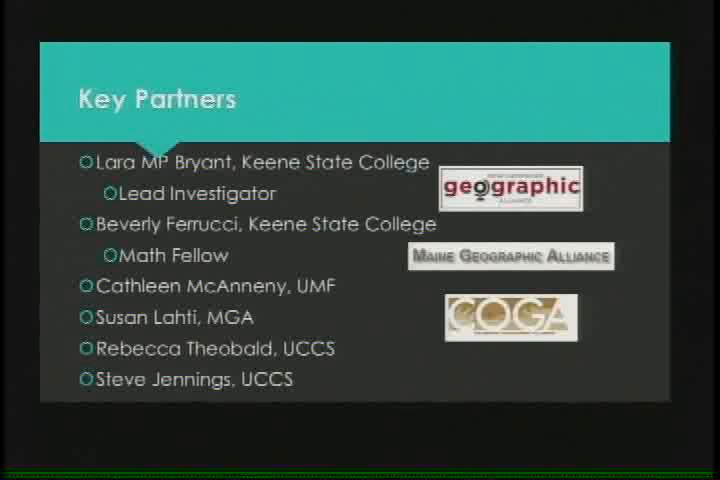 Key Partners
Lara MP Bryant, Keene State College
Lead Investigator
Beverly Ferrucci, Keene State College
Math Fellow
Cathleen McAnneny, UMF
Susan Lahti, MGA
Rebecca Theobald, UCCS
Steve Jennings, UCCS
geographic
ALLIANCE
MAINE GEOGRAPHIC ALLIANCE
COGA